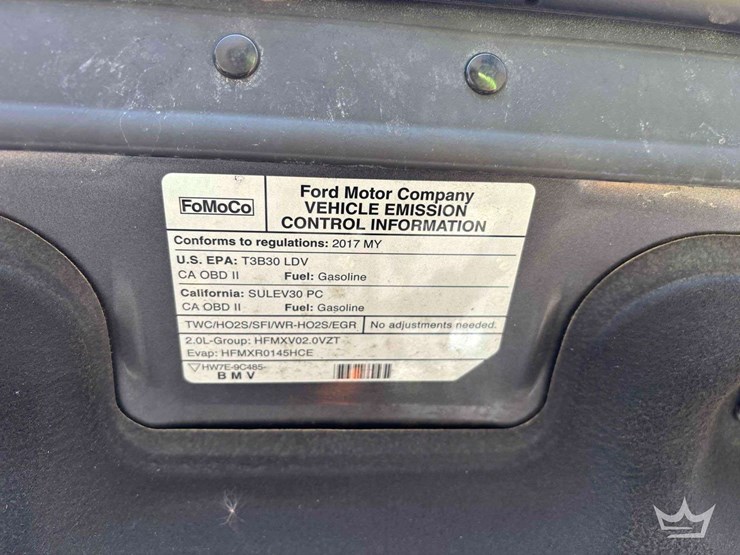 FoMoCo
Ford Motor Company
VEHICLE EMISSION
CONTROL INFORMATION
Conforms to regulations: 2017 MY
U.S. EPA: T3B30 LDV
CA OBD II Fuel: Gasoline
California: SULEV30 PC
CA OBD II Fuel: Gasoline
TWC/HO2S/SFI/WR-HO2S/EGR No adjustments needed.
2.0L-Group: HFMXV02.0VZT
Evap: HFMXR0145HCE
HW7E-9C485-
BMV